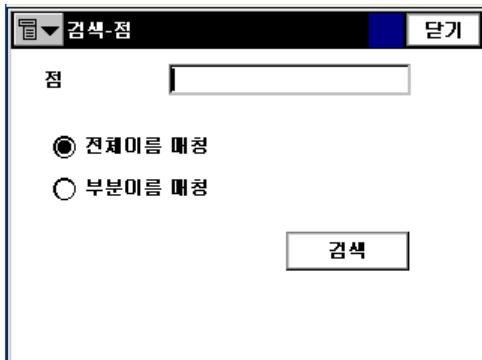 검색-점 닫기
점
전체이름 매칭
부분이름 매칭
검색